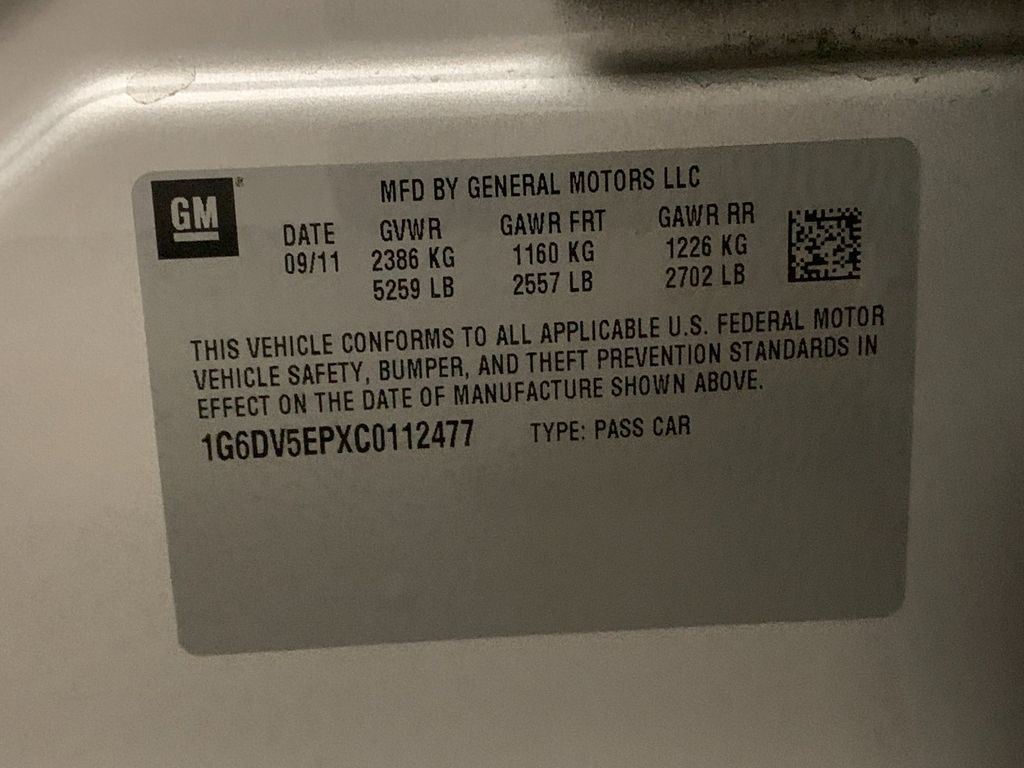 GM®
MFD BY GENERAL MOTORS LLC
DATE GVWR GAWR FRT GAWR RR
09/11 2386 KG 1160 KG 1226 KG
5259 LB 2557 LB 2702 LB
THIS VEHICLE CONFORMS TO ALL APPLICABLE U.S. FEDERAL MOTOR
VEHICLE SAFETY, BUMPER, AND THEFT PREVENTION STANDARDS IN
EFFECT ON THE DATE OF MANUFACTURE SHOWN ABOVE.
1G6DV5EPXC0112477 TYPE: PASS CAR